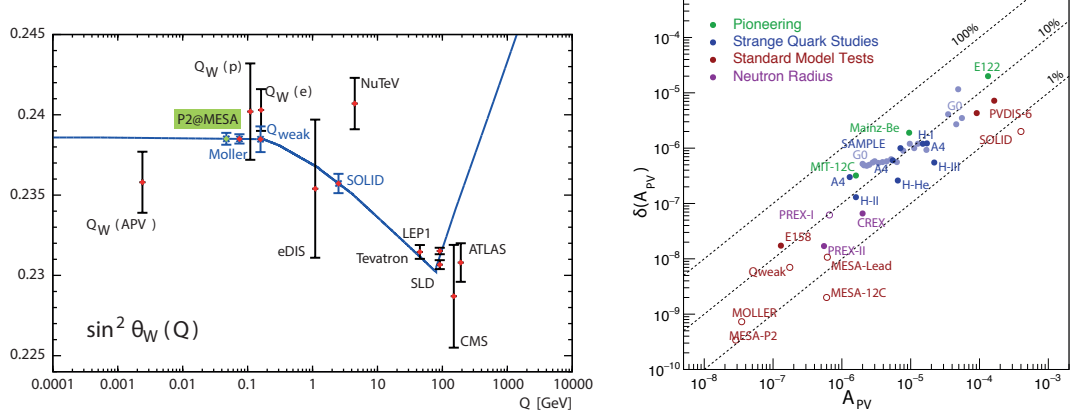 0.245
0.24
0.235
0.23
0.225
Q_W (p)
NuTeV
Q_W (e)
P2@MESA
Q_weak
Moller
SOLID
Q_W (APV)
LEP1
ATLAS
eDIS
Tevatron
SLD
CMS
sin² θ_W (Q)
0.0001 0.001 0.01 0.1 1 10 100 1000 10000
Q [GeV]
Pioneering
Strange Quark Studies
Standard Model Tests
Neutron Radius
100%
10%
1%
E122
G0
PVDIS-6
Mainz-Be
SAMPLE
H-I
SOLID
A4
G0
MIT-12C
A4
H-III
A4
H-He
H-II
PREX-I
CREX
E158
PREX-II
MESA-Lead
Qweak
MESA-12C
MOLLER
MESA-P2
10⁻⁴
10⁻⁵
10⁻⁶
10⁻⁷
10⁻⁸
10⁻⁹
10⁻¹⁰
δ(A_PV)
10⁻⁸ 10⁻⁷ 10⁻⁶ 10⁻⁵ 10⁻⁴ 10⁻³
A_PV